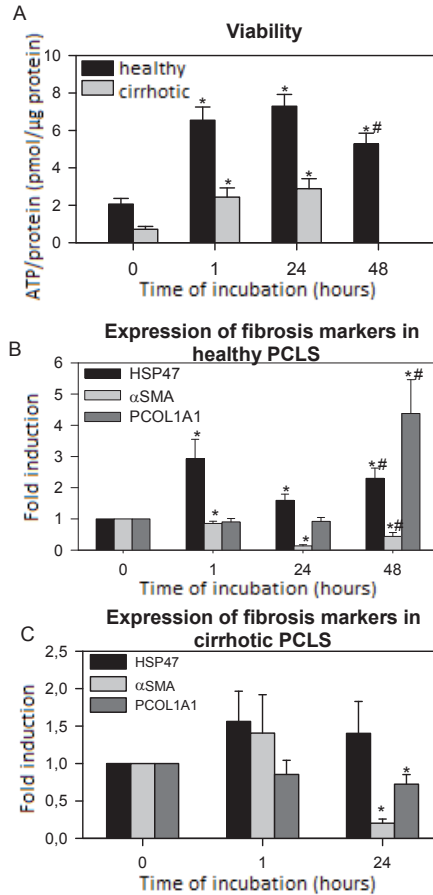 A
Viability
ATP/protein (pmol/µg protein)
10
8
6
4
2
0
healthy
cirrhotic
*
*
*
*
*#
0 1 24 48
Time of incubation (hours)
B
Expression of fibrosis markers in
healthy PCLS
Fold induction
6
5
4
3
2
1
0
HSP47
αSMA
PCOL1A1
*
*
*
*
*#
*#
*#
0 1 24 48
Time of incubation (hours)
C
Expression of fibrosis markers in
cirrhotic PCLS
Fold induction
2,5
2,0
1,5
1,0
0,5
0,0
HSP47
αSMA
PCOL1A1
*
*
0 1 24
Time of incubation (hours)